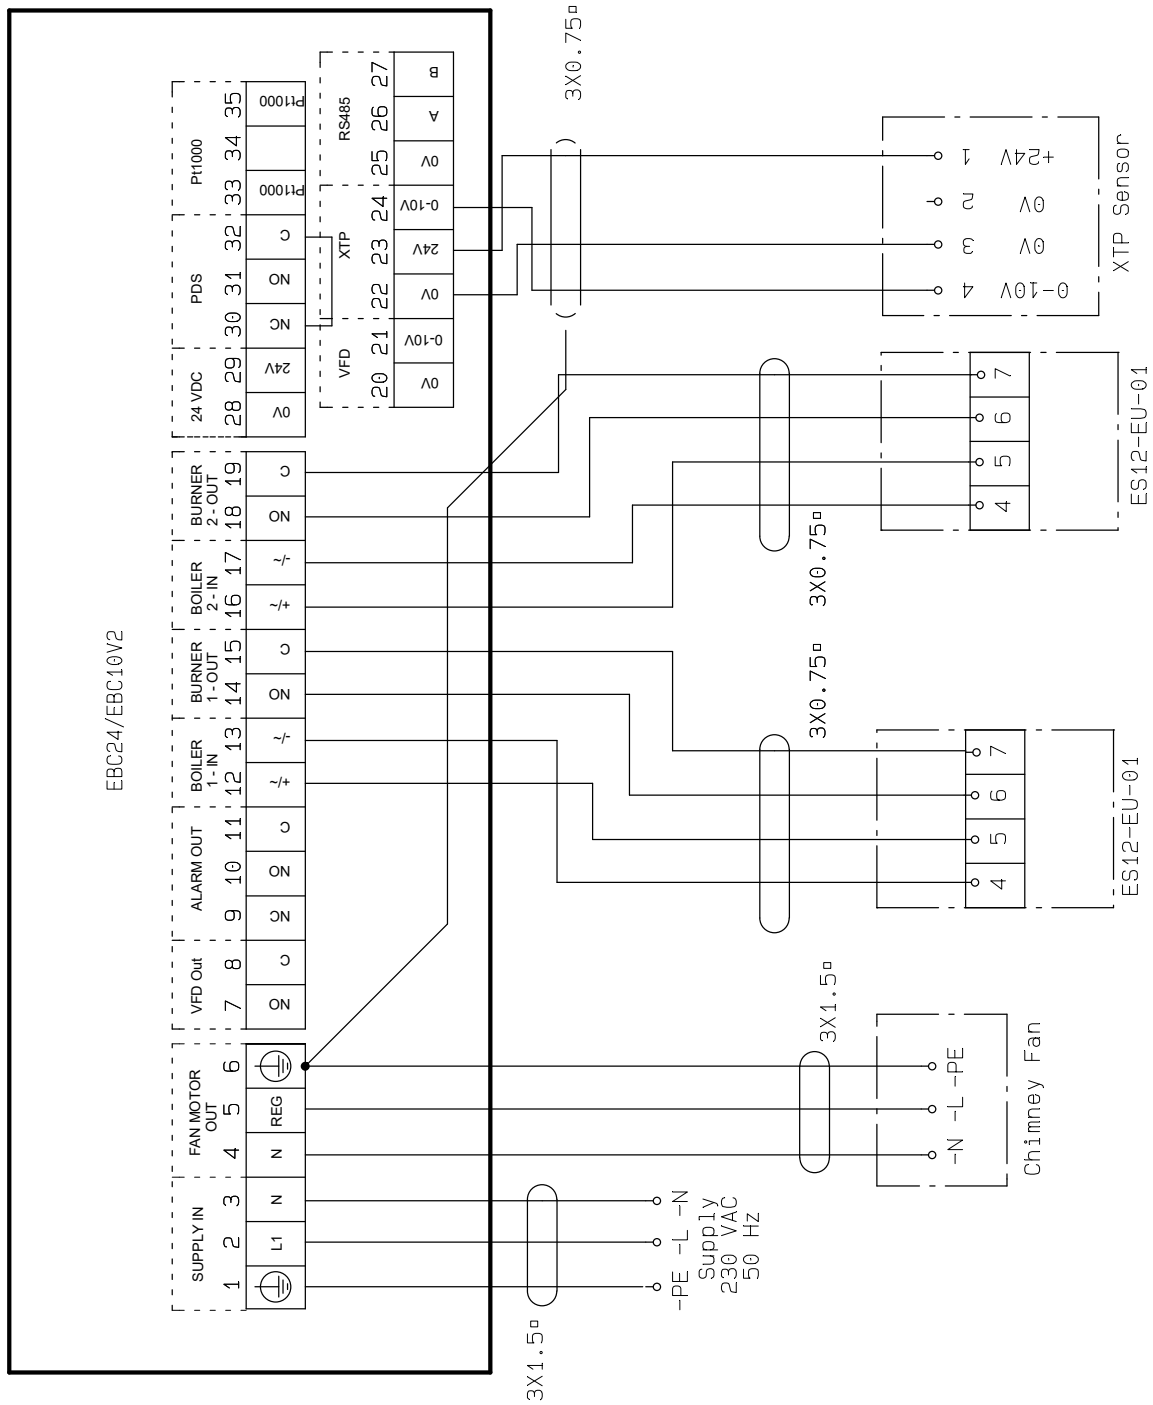 EBC24/EBC10V2
SUPPLY IN
1 2 3
L1 N
FAN MOTOR
OUT
4 5 6
N REG
VFD Out
7 8
NO C
ALARM OUT
9 10 11
NC NO C
BOILER
1 - IN
12 13
+/~ -/~
BURNER
1 - OUT
14 15
NO C
BOILER
2 - IN
16 17
+/~ -/~
BURNER
2 - OUT
18 19
NO C
24 VDC
28 29
0V 24V
PDS
30 31 32
NC NO C
Pt1000
33 34 35
Pt1000 Pt1000
VFD
20 21
0V 0-10V
XTP
22 23 24
0V 24V 0-10V
RS485
25 26 27
0V A B
3X1.5¤
-PE -L -N
Supply
230 VAC
50 Hz
3X1.5¤
-N -L -PE
Chimney Fan
3X0.75¤
4 5 6 7
ES12-EU-01
3X0.75¤
4 5 6 7
ES12-EU-01
3X0.75¤
4 3 2 1
0-10V 0V 0V +24V
XTP Sensor